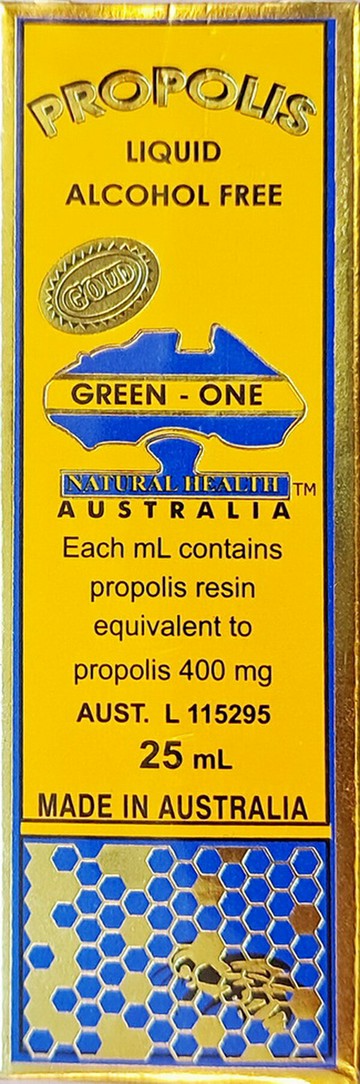 PROPOLIS
LIQUID
ALCOHOL FREE
GOLD
GREEN - ONE
NATURAL HEALTH TM
AUSTRALIA
Each mL contains
propolis resin
equivalent to
propolis 400 mg
AUST. L 115295
25 mL
MADE IN AUSTRALIA